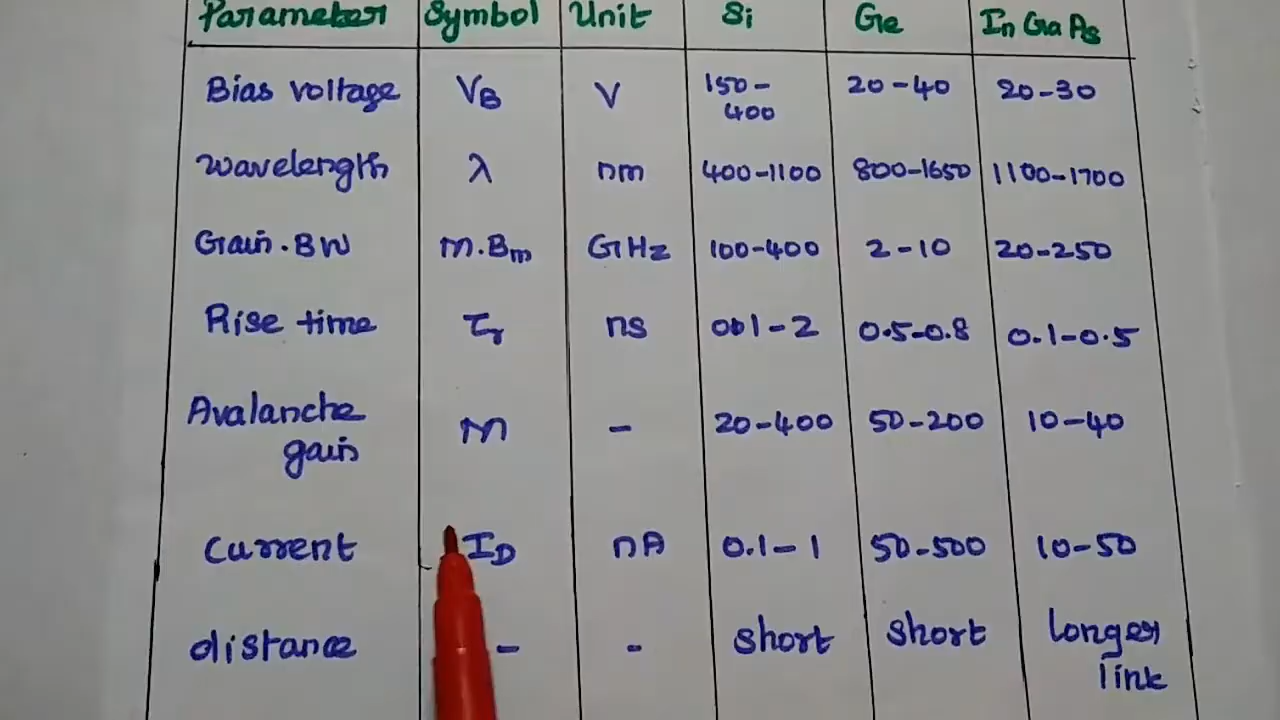 Parameter Symbol Unit Si Ge InGaAs
Bias voltage VB V 150-400 20-40 20-30
wavelength λ nm 400-1100 800-1650 1100-1700
Gain.BW M.Bm GHz 100-400 2-10 20-250
Rise time τr ns 0.1-2 0.5-0.8 0.1-0.5
Avalanche gain M - 20-400 50-200 10-40
Current ID nA 0.1-1 50-500 10-50
distance - - short short longer link